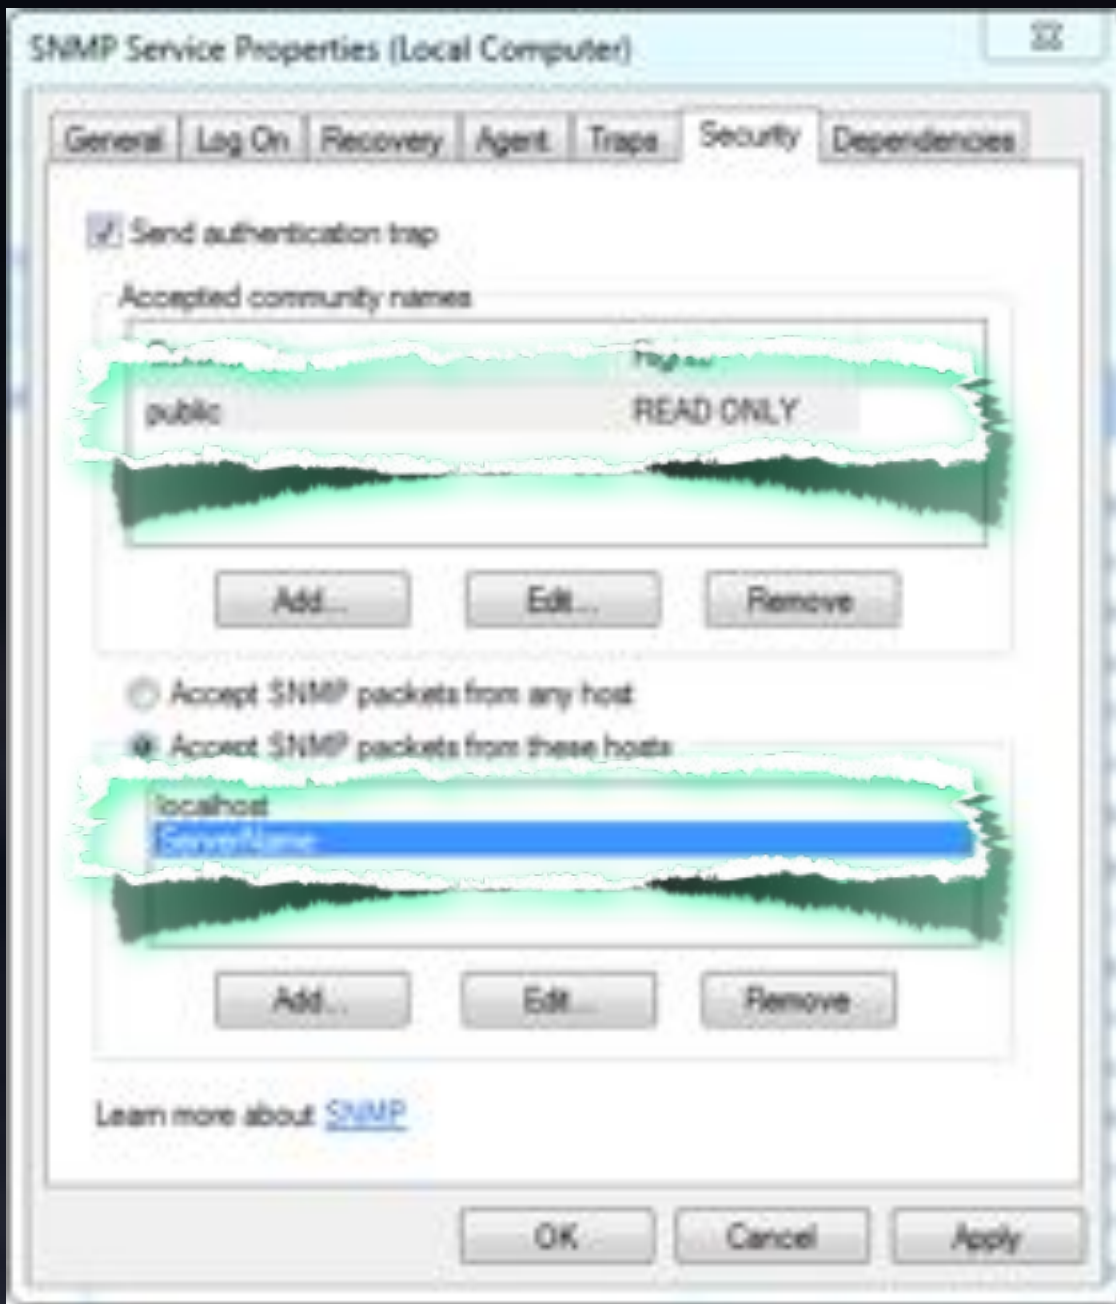 SNMP Service Properties (Local Computer)
General Log On Recovery Agent Traps Security Dependencies
Send authentication trap
Accepted community names
public READ ONLY
Add... Edit... Remove
Accept SNMP packets from any host
Accept SNMP packets from these hosts
localhost
ServerName
Add... Edit... Remove
Learn more about SNMP
OK Cancel Apply